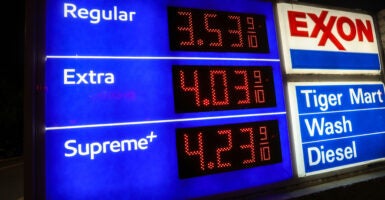 Regular 3.53 9/10
EXXON
Extra 4.03 9/10
Tiger Mart
Wash
Diesel
Supreme+ 4.23 9/10